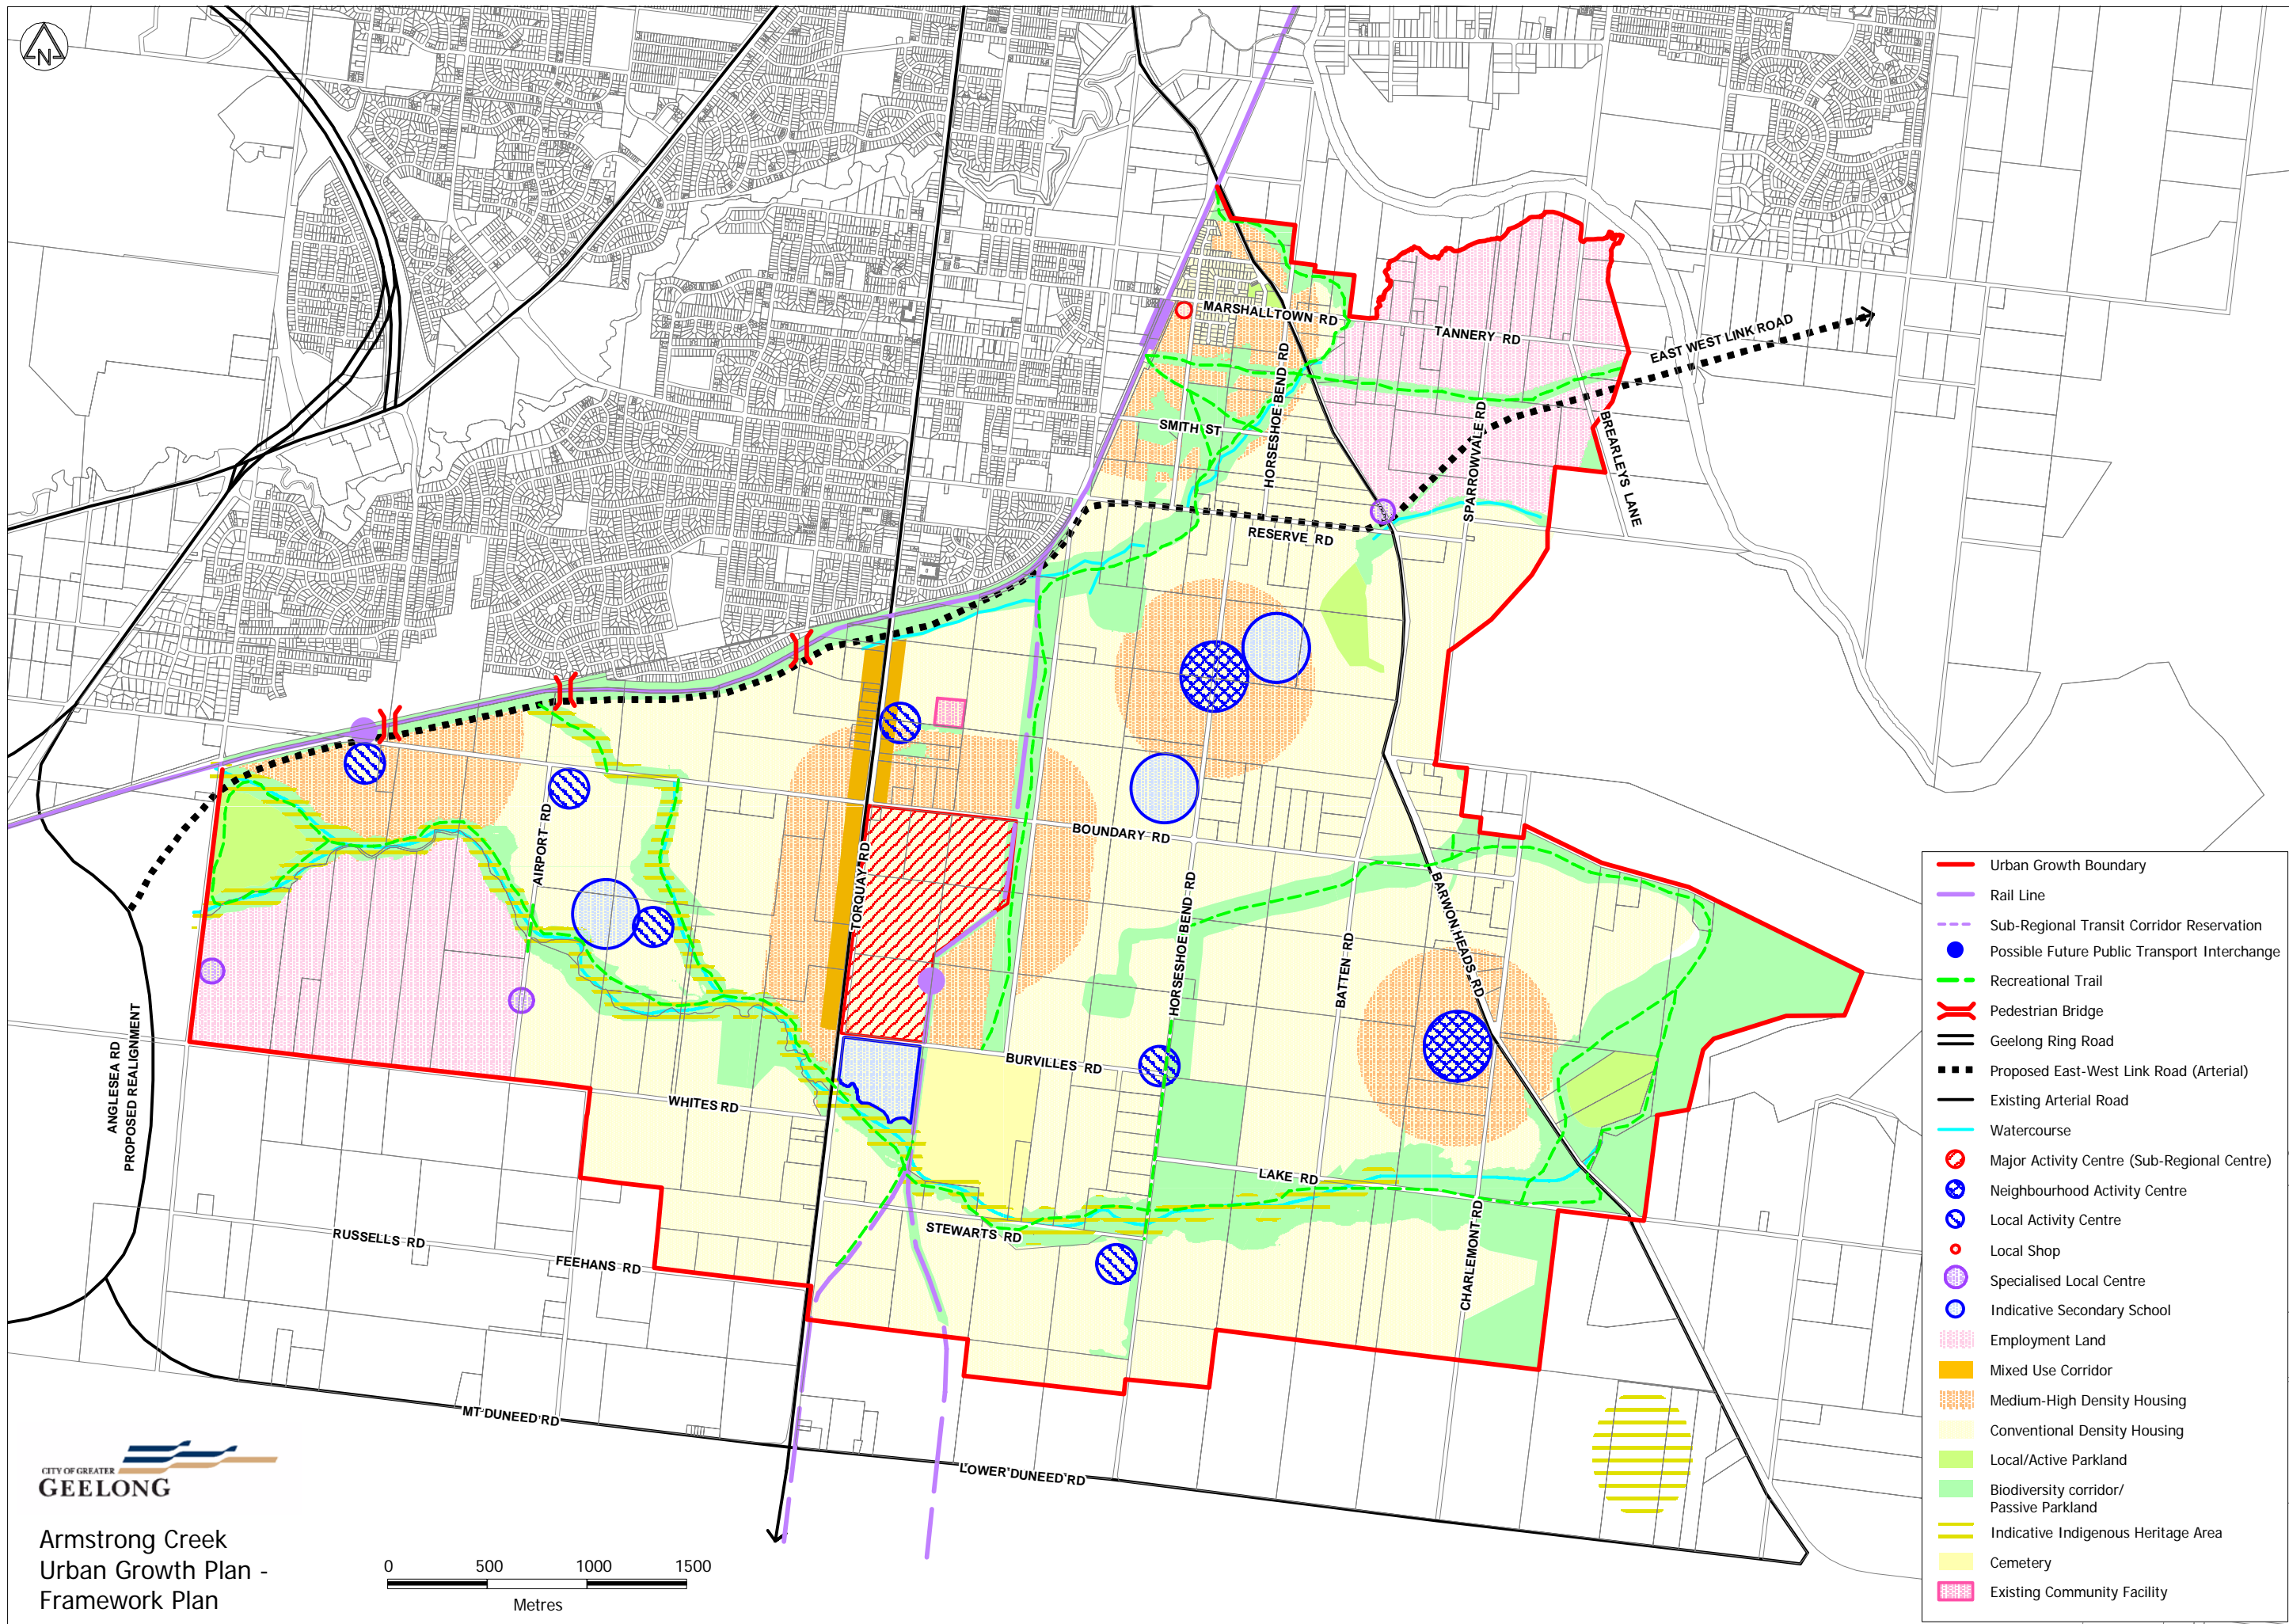 N
MARSHALLTOWN RD
TANNERY RD
EAST WEST LINK ROAD
HORSESHOE BEND RD
SMITH ST
SPARROWVALE RD
BREARLEYS LANE
RESERVE RD
AIRPORT RD
TORQUAY RD
BOUNDARY RD
HORSESHOE BEND RD
BATTEN RD
BARWON HEADS RD
ANGLESEA RD
PROPOSED REALIGNMENT
BURVILLES RD
WHITES RD
LAKE RD
STEWARTS RD
CHARLEMONT RD
RUSSELLS RD
FEEHANS RD
MT DUNEED RD
LOWER DUNEED RD
Urban Growth Boundary
Rail Line
Sub-Regional Transit Corridor Reservation
Possible Future Public Transport Interchange
Recreational Trail
Pedestrian Bridge
Geelong Ring Road
Proposed East-West Link Road (Arterial)
Existing Arterial Road
Watercourse
Major Activity Centre (Sub-Regional Centre)
Neighbourhood Activity Centre
Local Activity Centre
Local Shop
Specialised Local Centre
Indicative Secondary School
Employment Land
Mixed Use Corridor
Medium-High Density Housing
Conventional Density Housing
Local/Active Parkland
Biodiversity corridor/
Passive Parkland
Indicative Indigenous Heritage Area
Cemetery
Existing Community Facility
CITY OF GREATER
GEELONG
Armstrong Creek
Urban Growth Plan -
Framework Plan
0 500 1000 1500
Metres